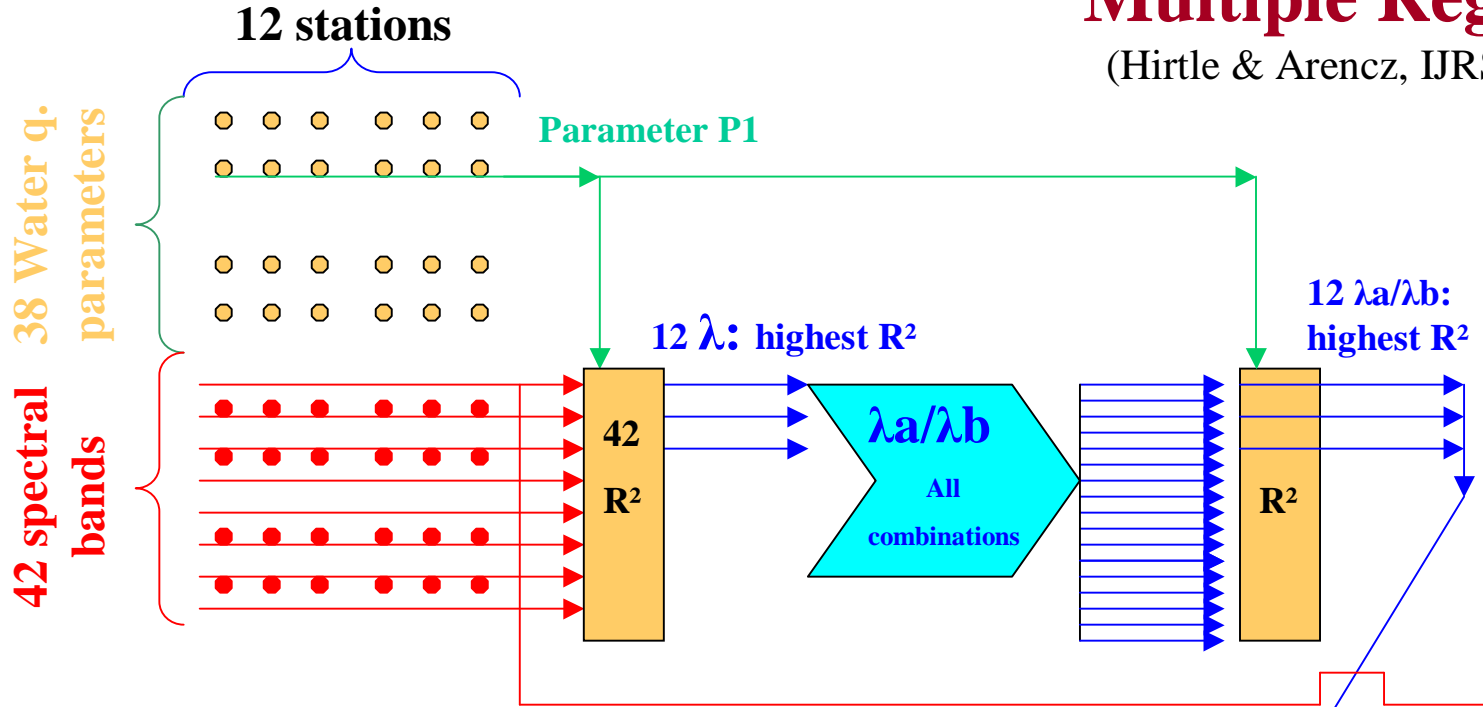 Multiple Reg
(Hirtle & Arencz, IJRS
12 stations
38 Water q.
parameters
Parameter P1
12 λ: highest R²
12 λa/λb:
highest R²
42 spectral
bands
42
R²
λa/λb
All
combinations
R²